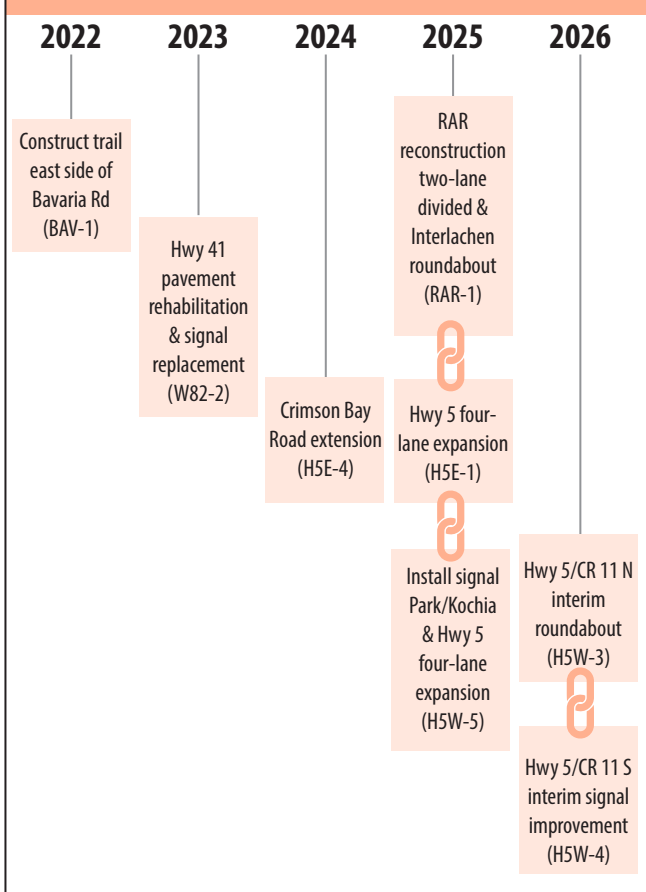 2022
2023
2024
2025
2026
Construct trail
east side of
Bavaria Rd
(BAV-1)
Hwy 41
pavement
rehabilitation
& signal
replacement
(W82-2)
Crimson Bay
Road extension
(H5E-4)
RAR
reconstruction
two-lane
divided &
Interlachen
roundabout
(RAR-1)
Hwy 5 four-
lane expansion
(H5E-1)
Install signal
Park/Kochia
& Hwy 5
four-lane
expansion
(H5W-5)
Hwy 5/CR 11 N
interim
roundabout
(H5W-3)
Hwy 5/CR 11 S
interim signal
improvement
(H5W-4)